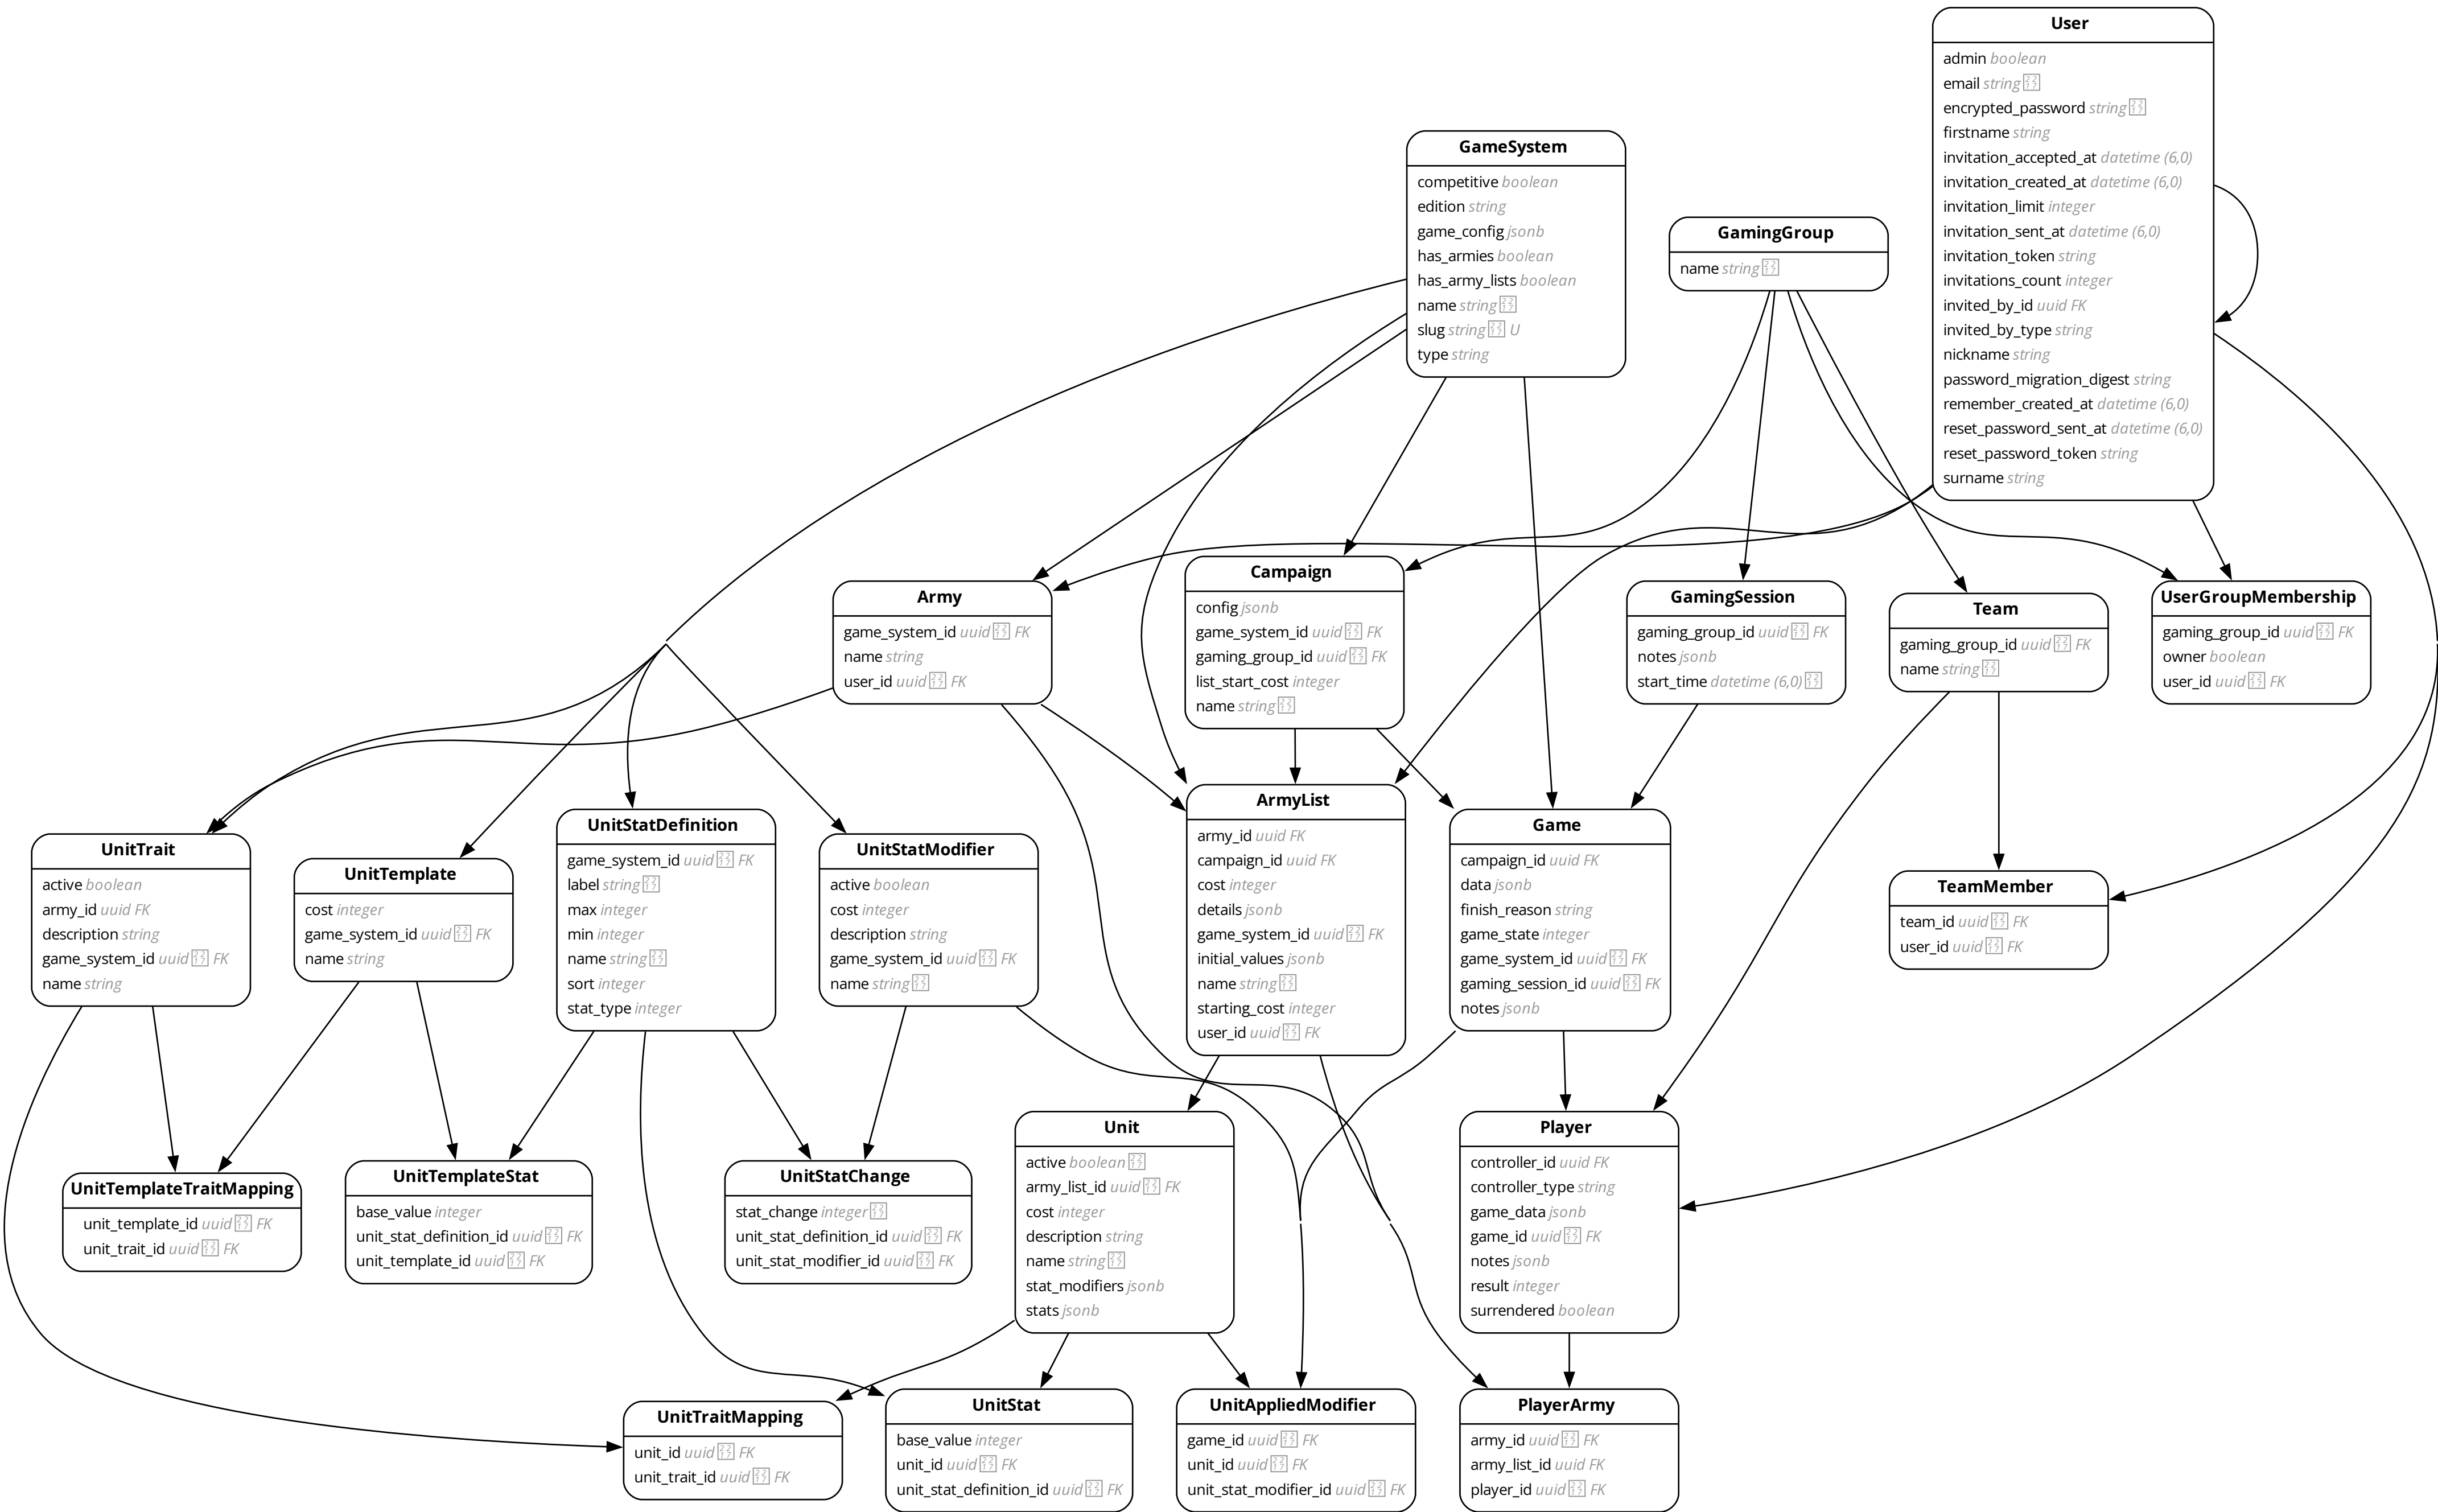 User
admin boolean
email string
encrypted_password string
firstname string
invitation_accepted_at datetime (6,0)
invitation_created_at datetime (6,0)
invitation_limit integer
invitation_sent_at datetime (6,0)
invitation_token string
invitations_count integer
invited_by_id uuid FK
invited_by_type string
nickname string
password_migration_digest string
remember_created_at datetime (6,0)
reset_password_sent_at datetime (6,0)
reset_password_token string
surname string
GameSystem
competitive boolean
edition string
game_config jsonb
has_armies boolean
has_army_lists boolean
name string
slug string U
type string
GamingGroup
name string
Army
game_system_id uuid FK
name string
user_id uuid FK
Campaign
config jsonb
game_system_id uuid FK
gaming_group_id uuid FK
list_start_cost integer
name string
GamingSession
gaming_group_id uuid FK
notes jsonb
start_time datetime (6,0)
Team
gaming_group_id uuid FK
name string
UserGroupMembership
gaming_group_id uuid FK
owner boolean
user_id uuid FK
UnitTrait
active boolean
army_id uuid FK
description string
game_system_id uuid FK
name string
UnitTemplate
cost integer
game_system_id uuid FK
name string
UnitStatDefinition
game_system_id uuid FK
label string
max integer
min integer
name string
sort integer
stat_type integer
UnitStatModifier
active boolean
cost integer
description string
game_system_id uuid FK
name string
ArmyList
army_id uuid FK
campaign_id uuid FK
cost integer
details jsonb
game_system_id uuid FK
initial_values jsonb
name string
starting_cost integer
user_id uuid FK
Game
campaign_id uuid FK
data jsonb
finish_reason string
game_state integer
game_system_id uuid FK
gaming_session_id uuid FK
notes jsonb
TeamMember
team_id uuid FK
user_id uuid FK
UnitTemplateTraitMapping
unit_template_id uuid FK
unit_trait_id uuid FK
UnitTemplateStat
base_value integer
unit_stat_definition_id uuid FK
unit_template_id uuid FK
UnitStatChange
stat_change integer
unit_stat_definition_id uuid FK
unit_stat_modifier_id uuid FK
Unit
active boolean
army_list_id uuid FK
cost integer
description string
name string
stat_modifiers jsonb
stats jsonb
Player
controller_id uuid FK
controller_type string
game_data jsonb
game_id uuid FK
notes jsonb
result integer
surrendered boolean
UnitTraitMapping
unit_id uuid FK
unit_trait_id uuid FK
UnitStat
base_value integer
unit_id uuid FK
unit_stat_definition_id uuid FK
UnitAppliedModifier
game_id uuid FK
unit_id uuid FK
unit_stat_modifier_id uuid FK
PlayerArmy
army_id uuid FK
army_list_id uuid FK
player_id uuid FK